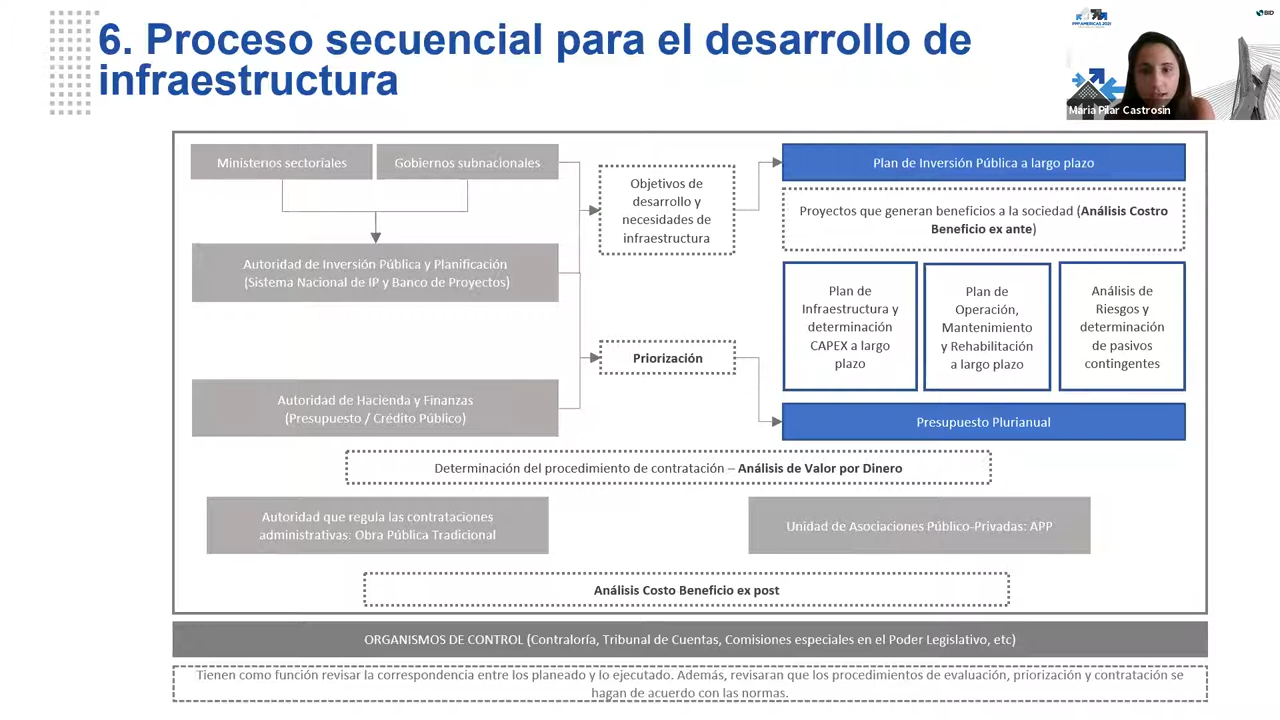 6. Proceso secuencial para el desarrollo de
infraestructura
PPPAMERICAS 2021
BID
Maria Pilar Castrosin
Ministerios sectoriales
Gobiernos subnacionales
Autoridad de Inversión Pública y Planificación
(Sistema Nacional de IP y Banco de Proyectos)
Autoridad de Hacienda y Finanzas
(Presupuesto / Crédito Público)
Objetivos de
desarrollo y
necesidades de
infraestructura
Priorización
Plan de Inversión Pública a largo plazo
Proyectos que generan beneficios a la sociedad (Análisis Costro
Beneficio ex ante)
Plan de
Infraestructura y
determinación
CAPEX a largo
plazo
Plan de
Operación,
Mantenimiento
y Rehabilitación
a largo plazo
Análisis de
Riesgos y
determinación
de pasivos
contingentes
Presupuesto Plurianual
Determinación del procedimiento de contratación – Análisis de Valor por Dinero
Autoridad que regula las contrataciones
administrativas: Obra Pública Tradicional
Unidad de Asociaciones Público-Privadas: APP
Análisis Costo Beneficio ex post
ORGANISMOS DE CONTROL (Contraloría, Tribunal de Cuentas, Comisiones especiales en el Poder Legislativo, etc)
Tienen como función revisar la correspondencia entre los planeado y lo ejecutado. Además, revisaran que los procedimientos de evaluación, priorización y contratación se
hagan de acuerdo con las normas.